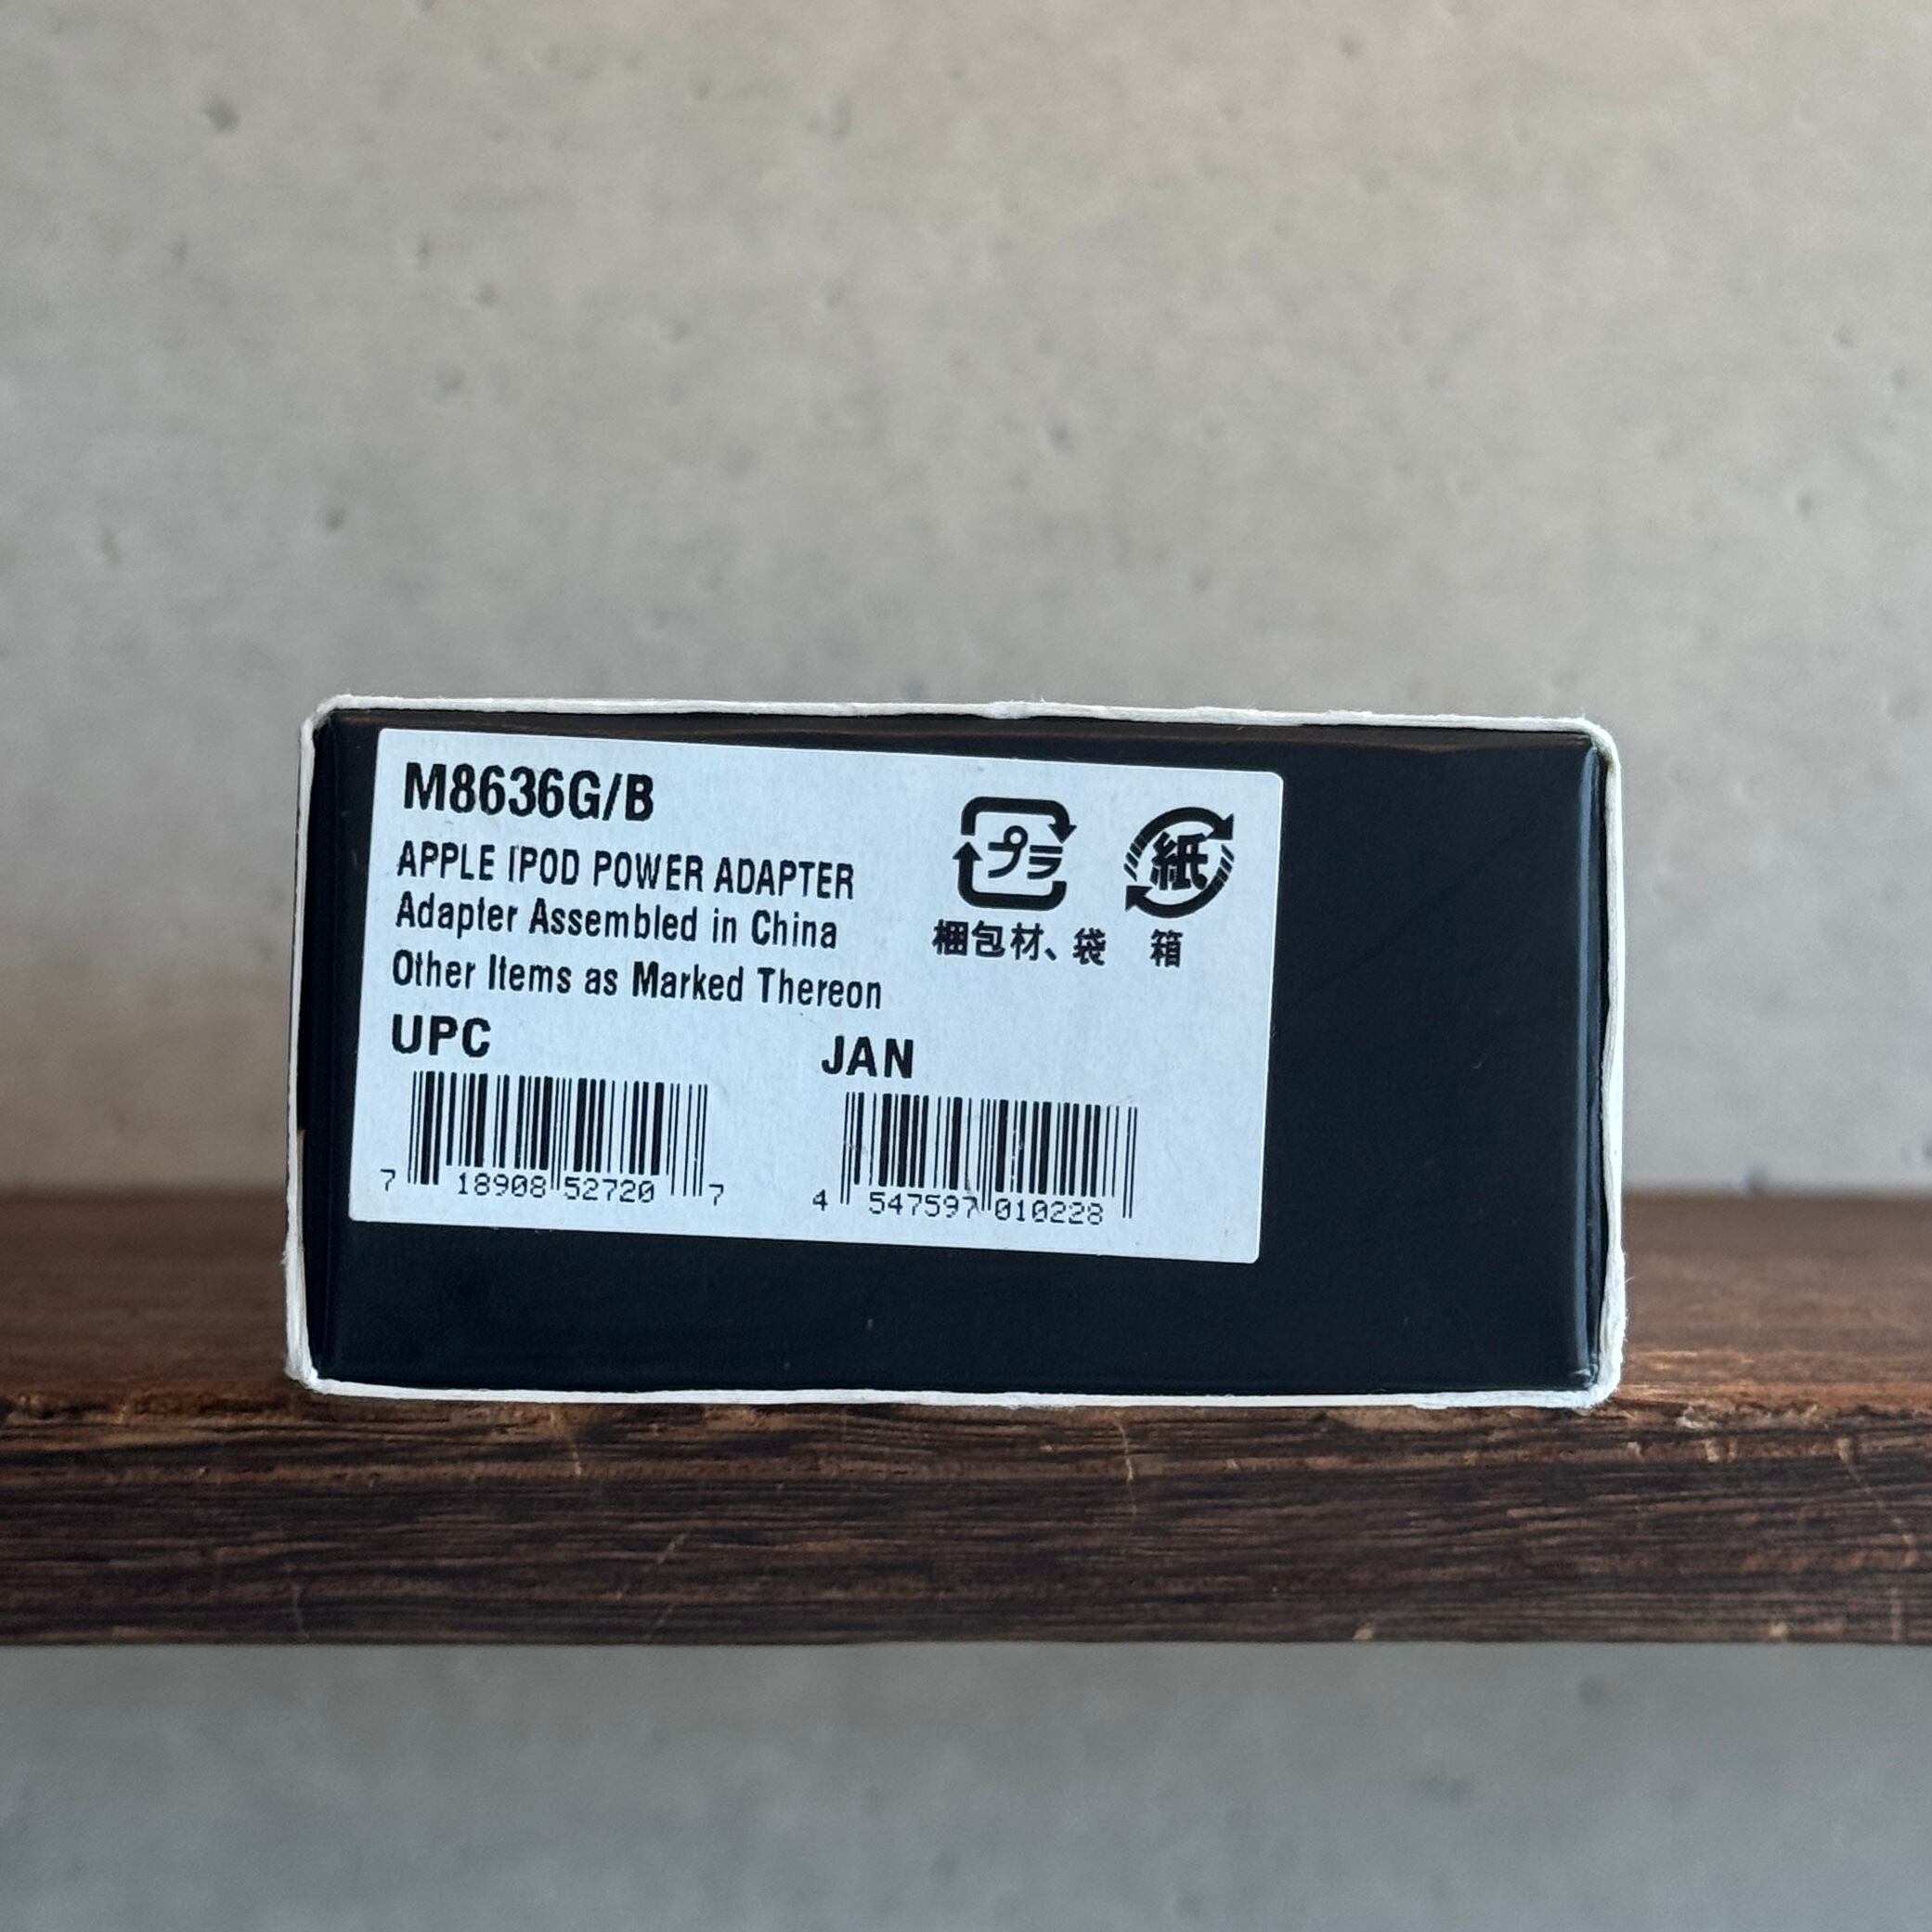 M8636G/B
APPLE IPOD POWER ADAPTER
Adapter Assembled in China
Other Items as Marked Thereon
プラ
梱包材、袋
紙
箱
UPC
7 18908 52720 7
JAN
4 547597 010228